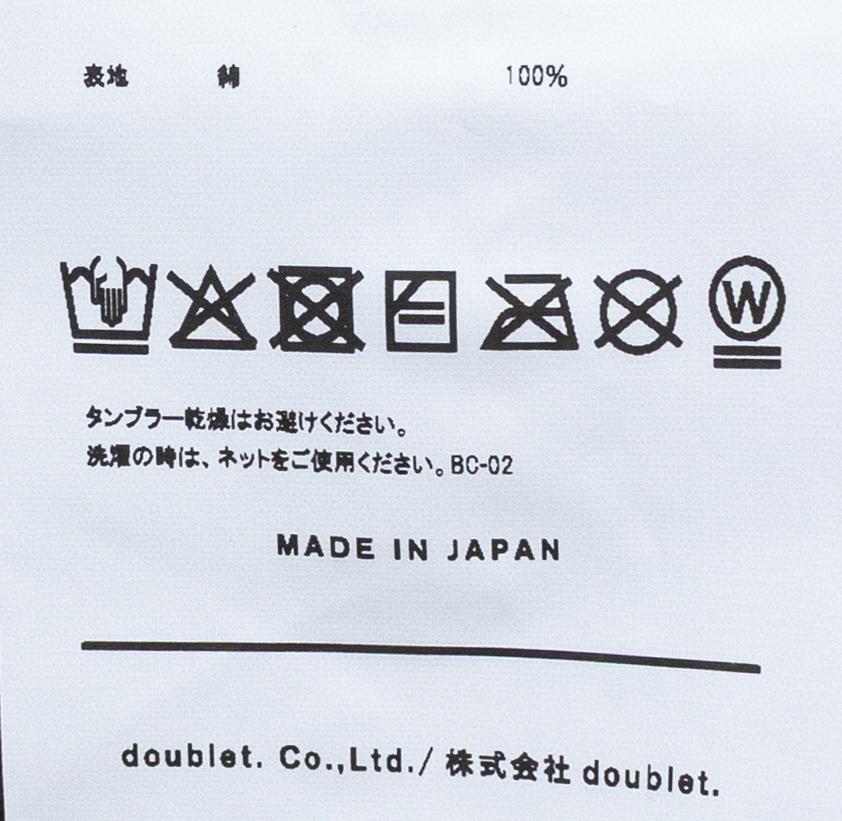 表地 綿 100%
W
タンブラー乾燥はお避けください。
洗濯の時は、ネットをご使用ください。BC-02
MADE IN JAPAN
doublet. Co.,Ltd./ 株式会社 doublet.